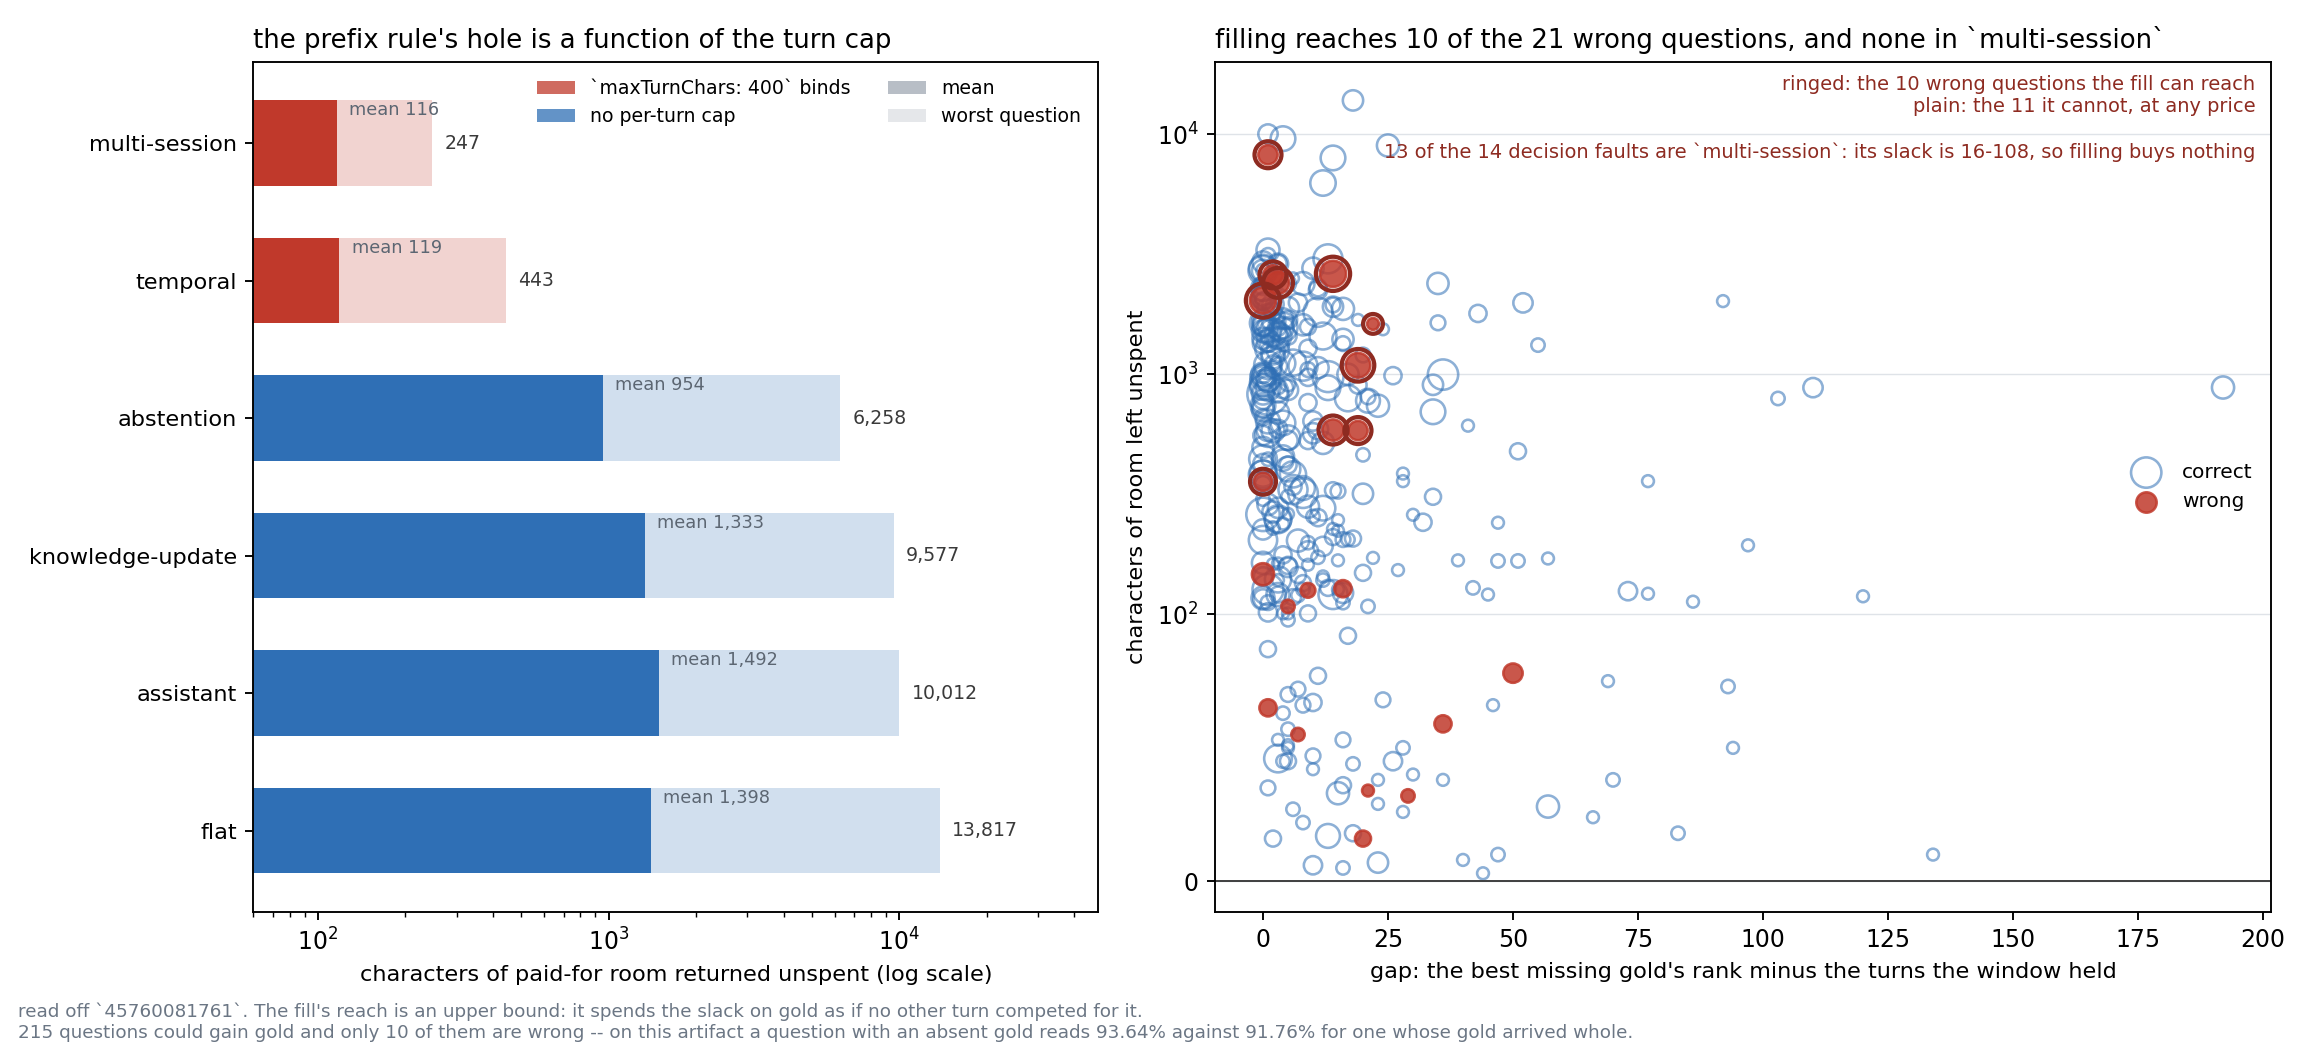 the prefix rule's hole is a function of the turn cap
`maxTurnChars: 400` binds
no per-turn cap
mean
worst question
multi-session
mean 116
247
temporal
mean 119
443
abstention
mean 954
6,258
knowledge-update
mean 1,333
9,577
assistant
mean 1,492
10,012
flat
mean 1,398
13,817
10²
10³
10⁴
characters of paid-for room returned unspent (log scale)
filling reaches 10 of the 21 wrong questions, and none in `multi-session`
ringed: the 10 wrong questions the fill can reach
plain: the 11 it cannot, at any price
13 of the 14 decision faults are `multi-session`: its slack is 16-108, so filling buys nothing
characters of room left unspent
10⁴
10³
10²
0
correct
wrong
0
25
50
75
100
125
150
175
200
gap: the best missing gold's rank minus the turns the window held
read off `45760081761`. The fill's reach is an upper bound: it spends the slack on gold as if no other turn competed for it.
215 questions could gain gold and only 10 of them are wrong -- on this artifact a question with an absent gold reads 93.64% against 91.76% for one whose gold arrived whole.